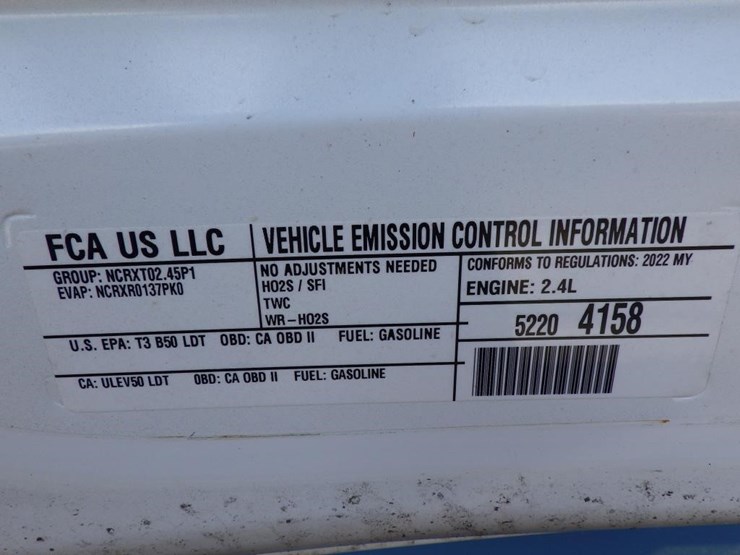 FCA US LLC
VEHICLE EMISSION CONTROL INFORMATION
GROUP: NCRXT02.45P1
EVAP: NCRXR0137PK0
NO ADJUSTMENTS NEEDED
HO2S / SFI
TWC
WR-HO2S
CONFORMS TO REGULATIONS: 2022 MY
ENGINE: 2.4L
5220 4158
U.S. EPA: T3 B50 LDT OBD: CA OBD II FUEL: GASOLINE
CA: ULEV50 LDT OBD: CA OBD II FUEL: GASOLINE